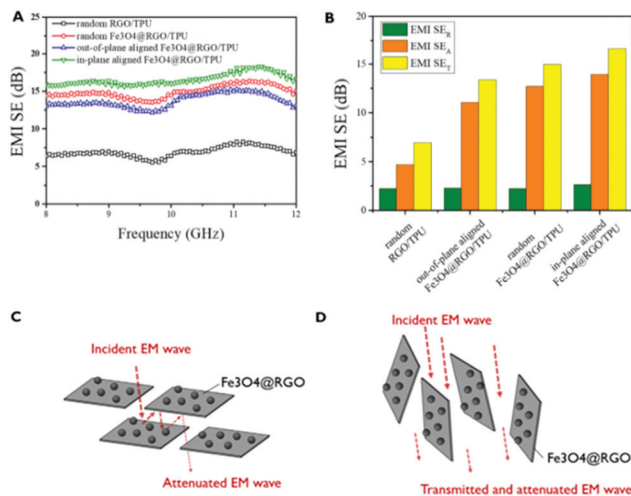 A
random RGO/TPU
random Fe3O4@RGO/TPU
out-of-plane aligned Fe3O4@RGO/TPU
in-plane aligned Fe3O4@RGO/TPU
EMI SE (dB)
25
20
15
10
5
0
8
9
10
11
12
Frequency (GHz)
B
EMI SER
EMI SEA
EMI SET
EMI SE (dB)
20
15
10
5
0
random
RGO/TPU
out-of-plane aligned
Fe3O4@RGO/TPU
random
Fe3O4@RGO/TPU
in-plane aligned
Fe3O4@RGO/TPU
C
Incident EM wave
Fe3O4@RGO
Attenuated EM wave
D
Incident EM wave
Fe3O4@RGO
Transmitted and attenuated EM wave